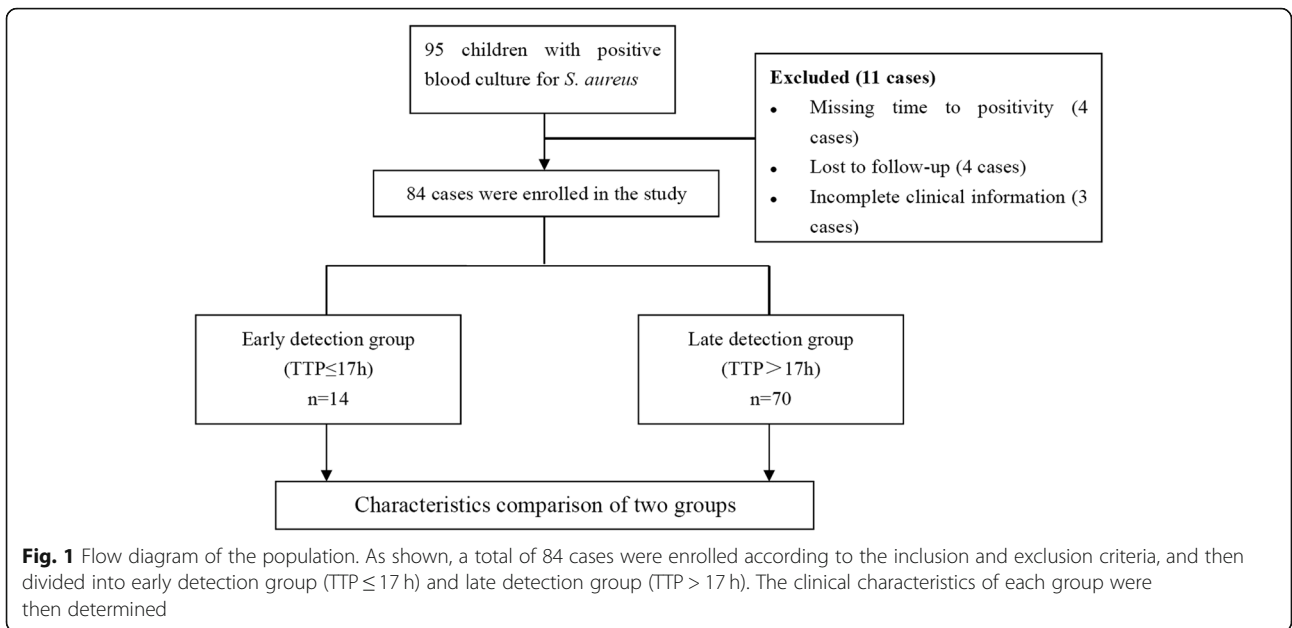 95 children with positive
blood culture for S. aureus
Excluded (11 cases)
• Missing time to positivity (4
cases)
• Lost to follow-up (4 cases)
• Incomplete clinical information (3
cases)
84 cases were enrolled in the study
Early detection group
(TTP≤17h)
n=14
Late detection group
(TTP＞17h)
n=70
Characteristics comparison of two groups
Fig. 1 Flow diagram of the population. As shown, a total of 84 cases were enrolled according to the inclusion and exclusion criteria, and then
divided into early detection group (TTP ≤ 17 h) and late detection group (TTP > 17 h). The clinical characteristics of each group were
then determined